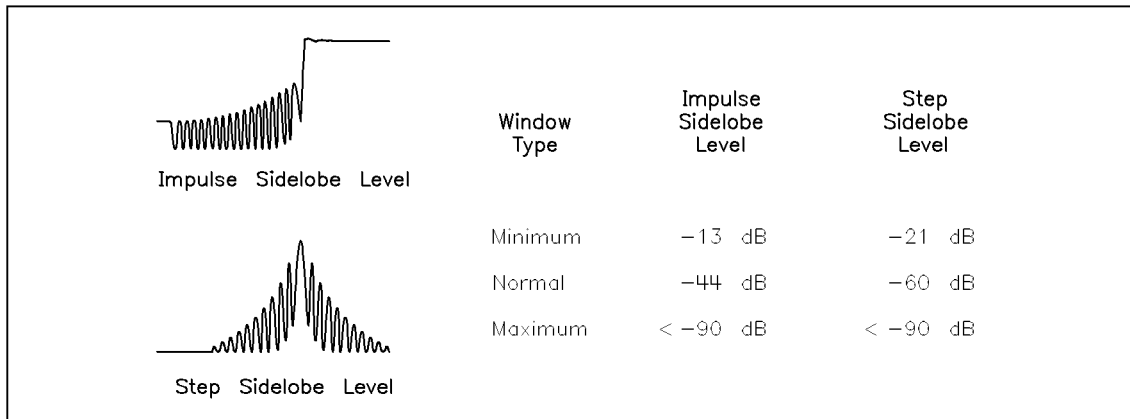 Impulse Sidelobe Level
Step Sidelobe Level
Window Type
Impulse Sidelobe Level
Step Sidelobe Level
Minimum -13 dB -21 dB
Normal -44 dB -60 dB
Maximum < -90 dB < -90 dB